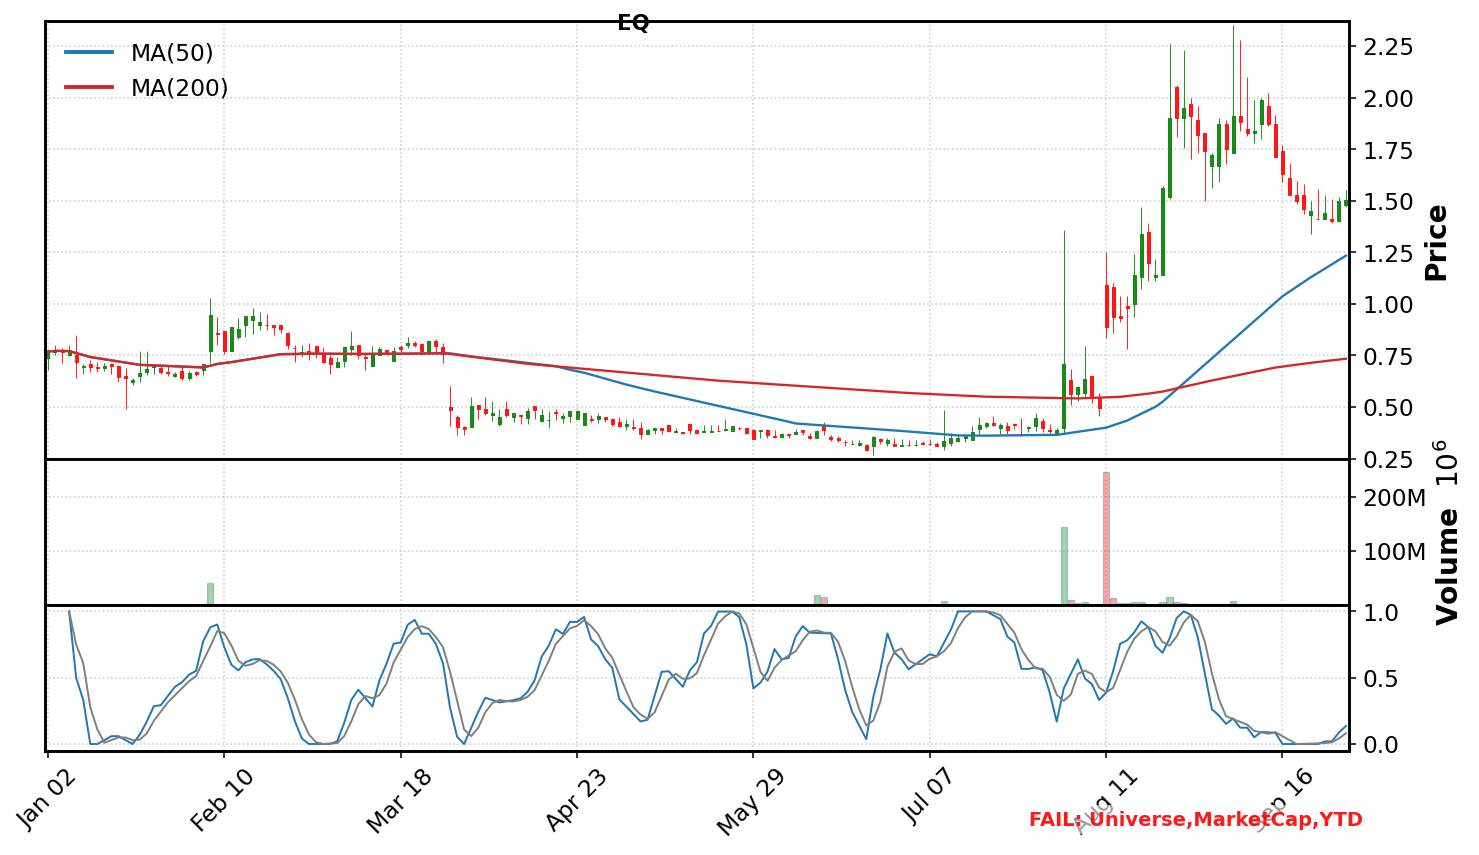 EQ
MA(50)
MA(200)
2.25
2.00
1.75
1.50
1.25
1.00
0.75
0.50
0.25
Price
200M
100M
Volume 10^6
1.0
0.5
0.0
Jan 02
Feb 10
Mar 18
Apr 23
May 29
Jul 07
Aug 11
Sep 16
FAIL: Universe,MarketCap,YTD